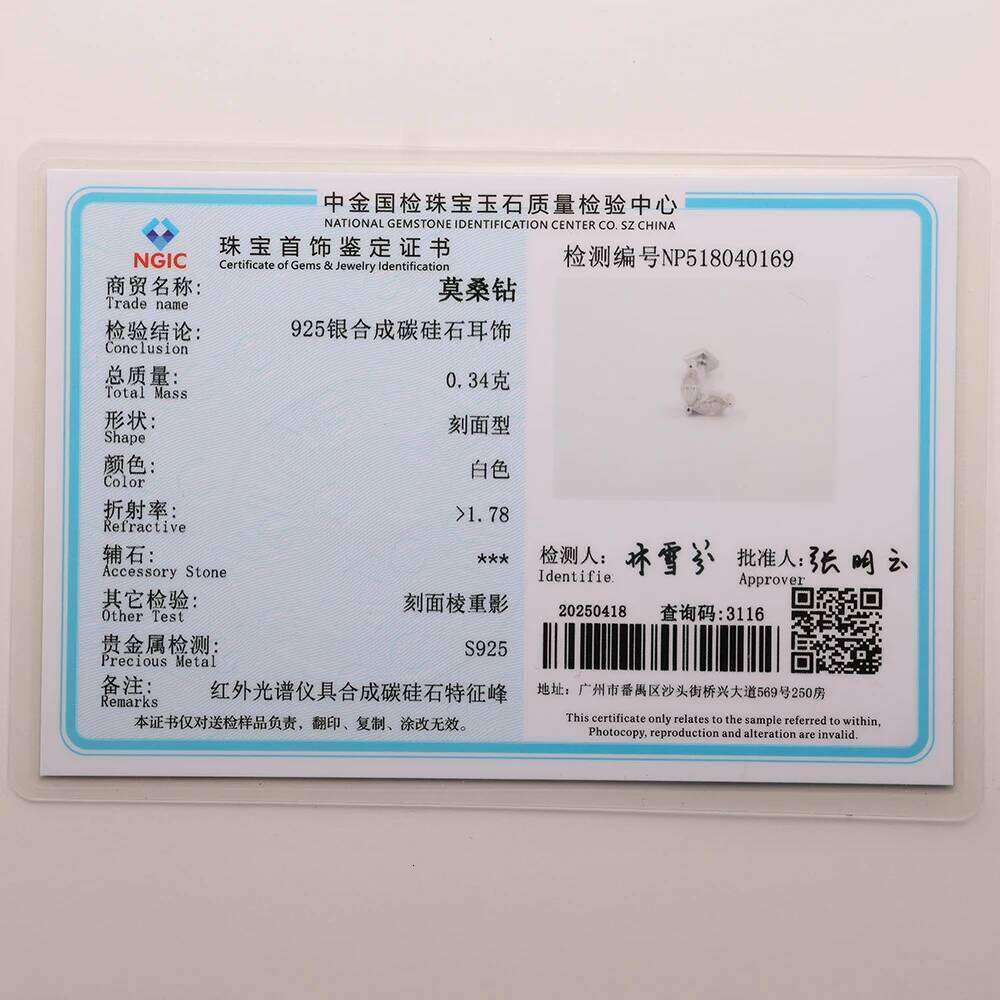 中金国检珠宝玉石质量检验中心
NATIONAL GEMSTONE IDENTIFICATION CENTER CO. SZ CHINA
NGIC
珠宝首饰鉴定证书
Certificate of Gems & Jewelry Identification
检测编号NP518040169
商贸名称: 莫桑钻
Trade name
检验结论: 925银合成碳硅石耳饰
Conclusion
总质量: 0.34克
Total Mass
形状: 刻面型
Shape
颜色: 白色
Color
折射率: >1.78
Refractive
辅石: ***
Accessory Stone
其它检验: 刻面棱重影
Other Test
贵金属检测: S925
Precious Metal
备注: 红外光谱仪具合成碳硅石特征峰
Remarks
本证书仅对送检样品负责，翻印、复制、涂改无效。
检测人: 林雪芬 批准人: 张明云
Identifie. Approver
20250418 查询码:3116
地址: 广州市番禺区沙头街桥兴大道569号250房
This certificate only relates to the sample referred to within,
Photocopy, reproduction and alteration are invalid.